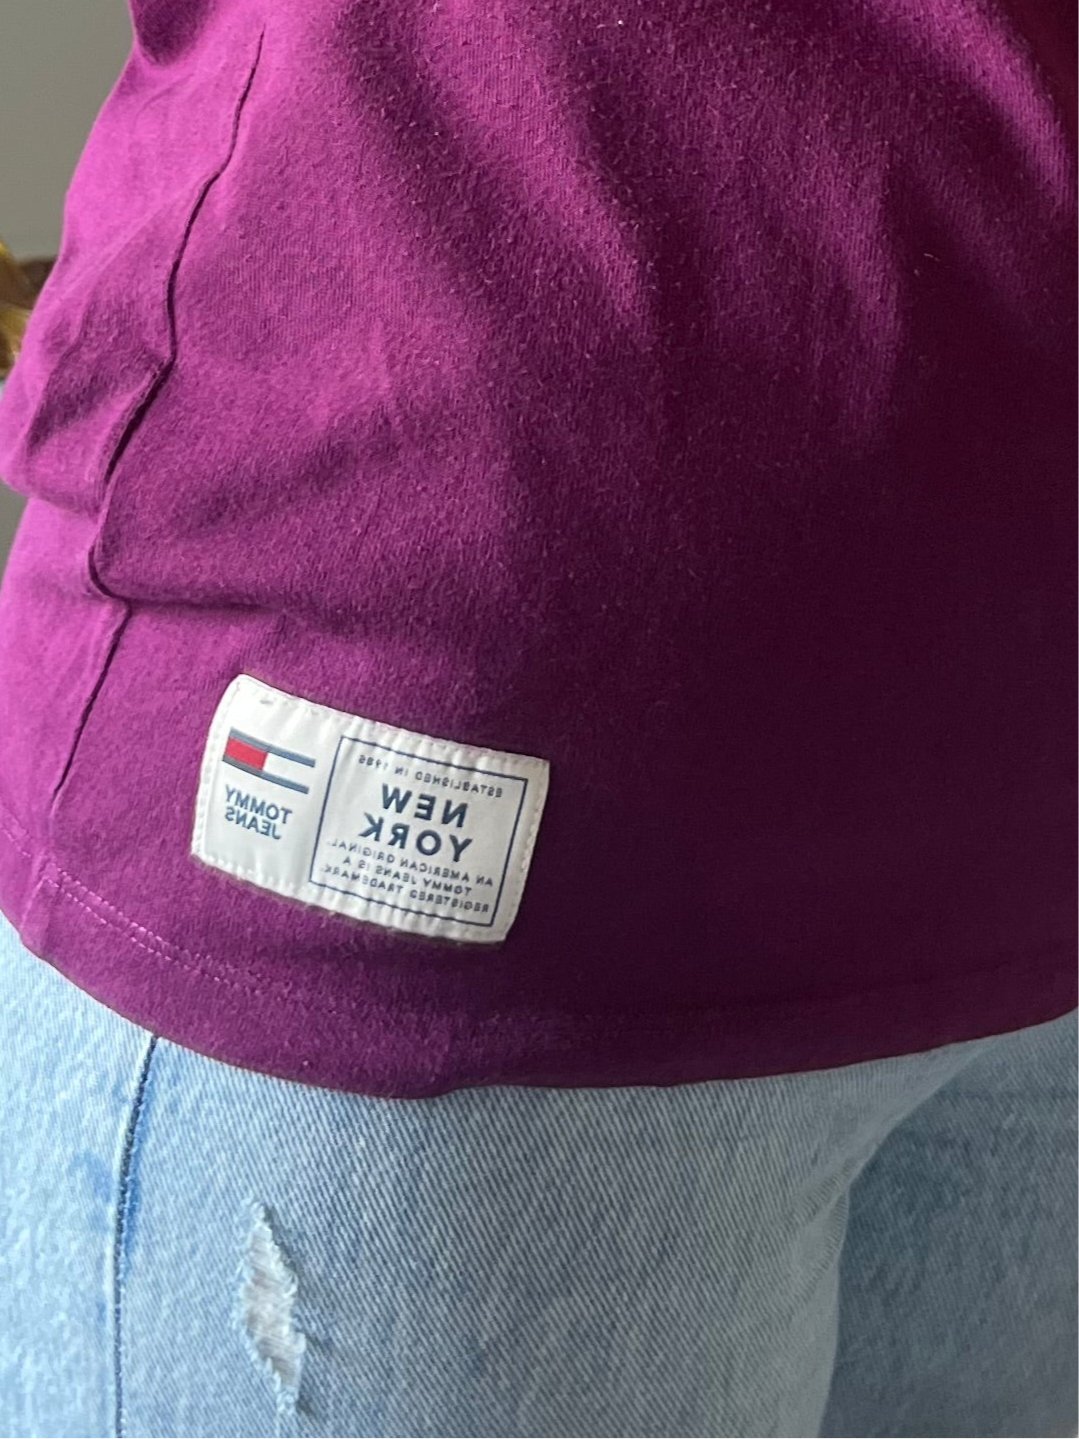 ESTABLISHED IN 1985
NEW
YORK
AN AMERICAN ORIGINAL.
TOMMY JEANS IS A
REGISTERED TRADEMARK.
TOMMY
JEANS